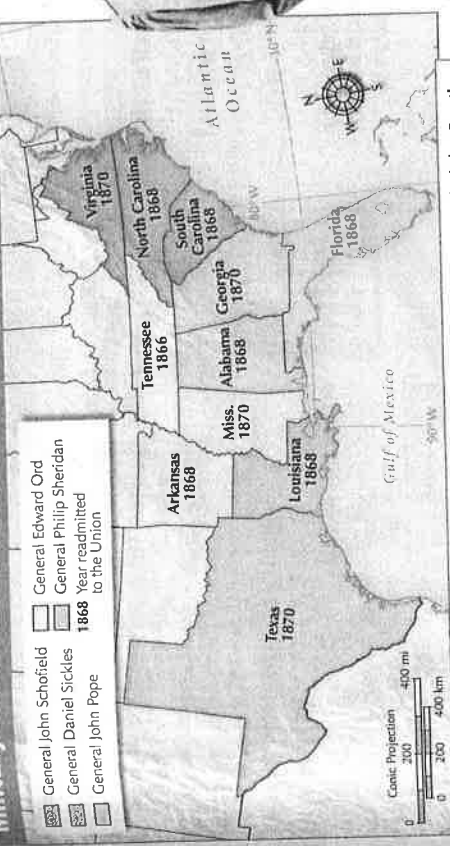 General John Schofield
General Daniel Sickles
General John Pope
General Edward Ord
General Philip Sheridan
1868 Year readmitted
to the Union
Virginia
1870
North Carolina
1868
South
Carolina
1868
Tennessee
1866
Georgia
1870
Alabama
1868
Miss.
1870
Arkansas
1868
Louisiana
1868
Texas
1870
Florida
1868
Atlantic
Ocean
Gulf of Mexico
30°N
80°W
90°W
N
E
S
W
Conic Projection
0 200 400 mi
0 200 400 km